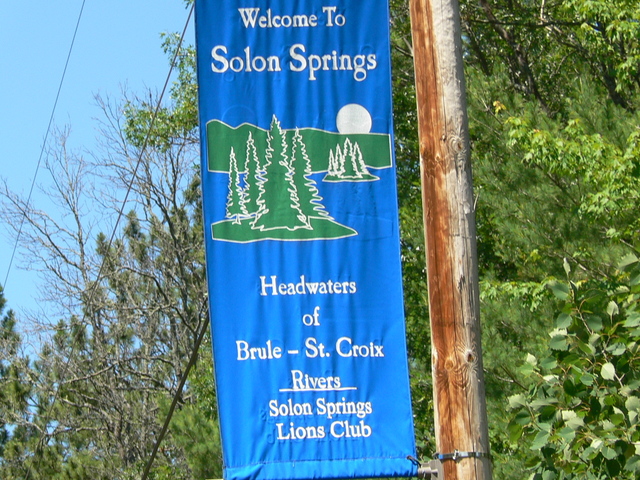 Welcome To
Solon Springs
Headwaters
of
Brule – St. Croix
Rivers
Solon Springs
Lions Club